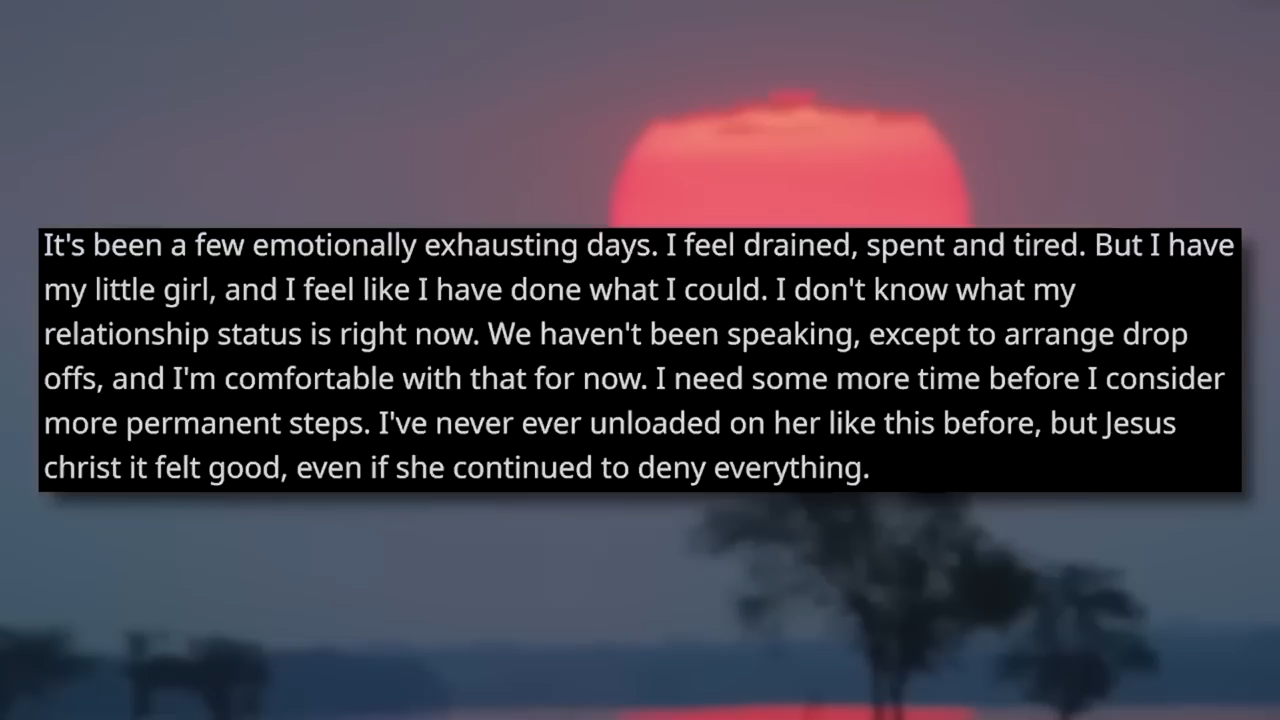 It's been a few emotionally exhausting days. I feel drained, spent and tired. But I have
my little girl, and I feel like I have done what I could. I don't know what my
relationship status is right now. We haven't been speaking, except to arrange drop
offs, and I'm comfortable with that for now. I need some more time before I consider
more permanent steps. I've never ever unloaded on her like this before, but Jesus
christ it felt good, even if she continued to deny everything.